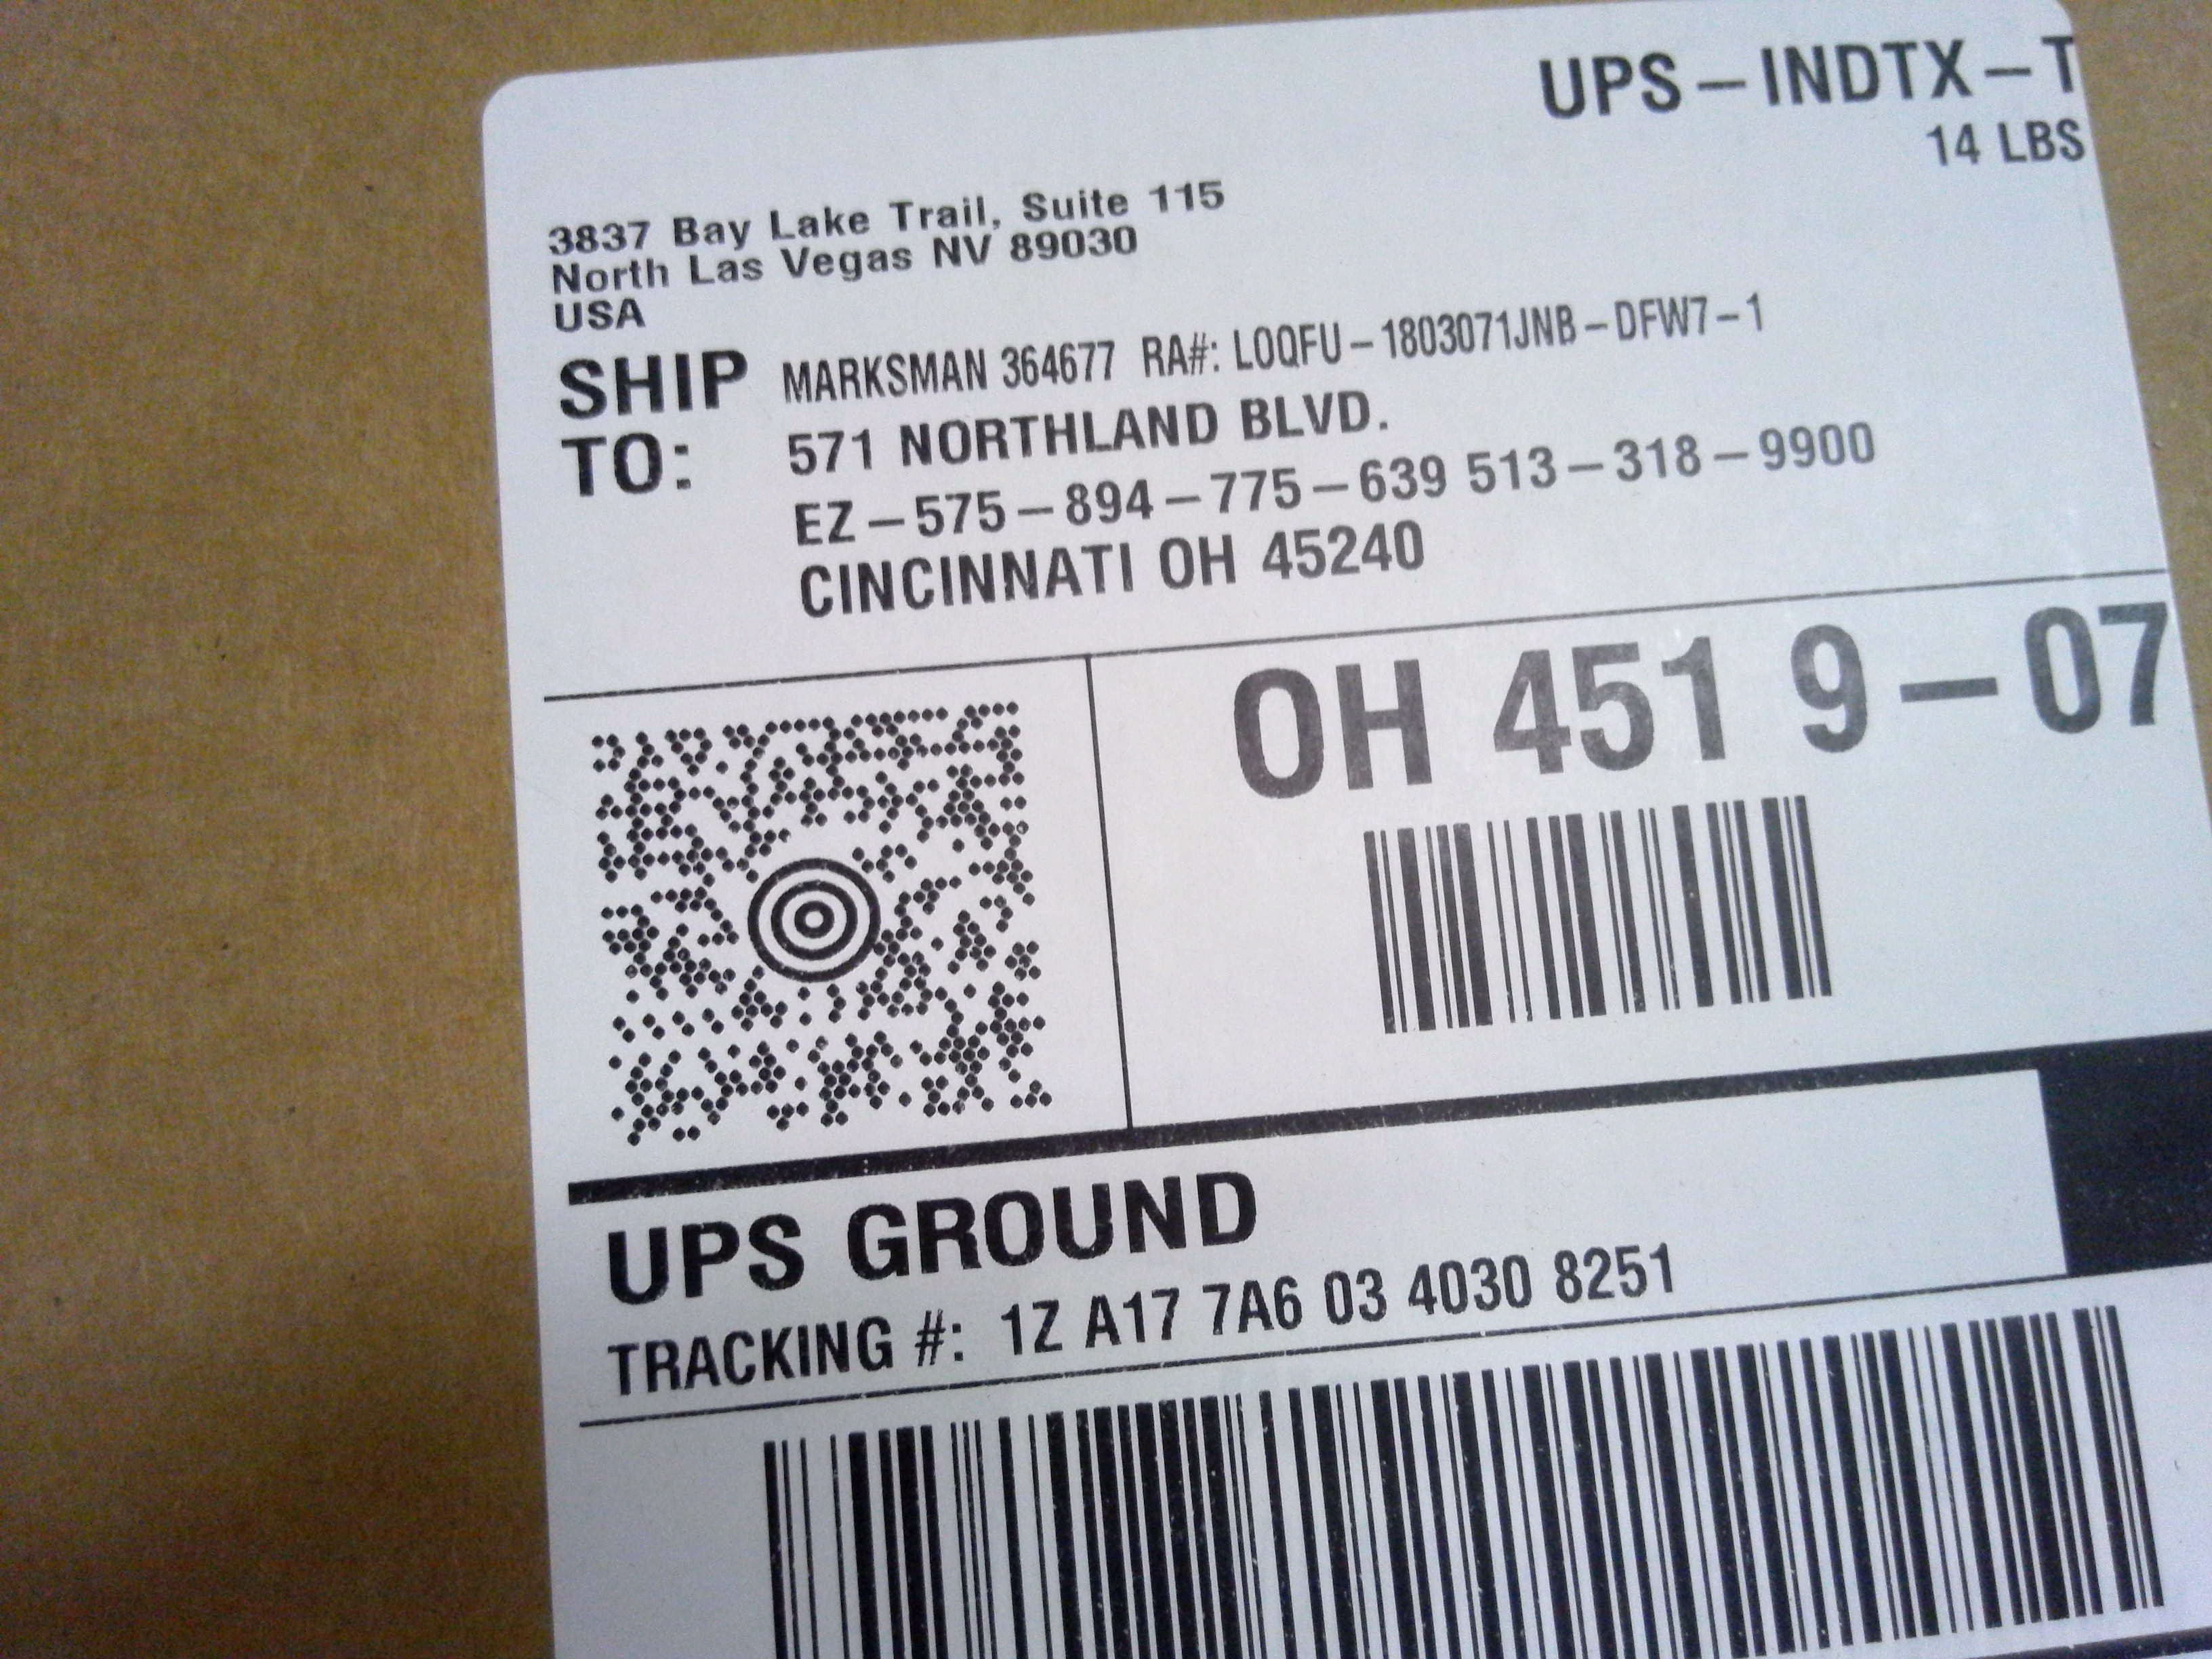 UPS-INDTX-T
14 LBS
3837 Bay Lake Trail, Suite 115
North Las Vegas NV 89030
USA
SHIP TO: MARKSMAN 364677 RA#: LOQFU-1803071JNB-DFW7-1
571 NORTHLAND BLVD.
EZ-575-894-775-639 513-318-9900
CINCINNATI OH 45240
OH 451 9-07
UPS GROUND
TRACKING #: 1Z A17 7A6 03 4030 8251